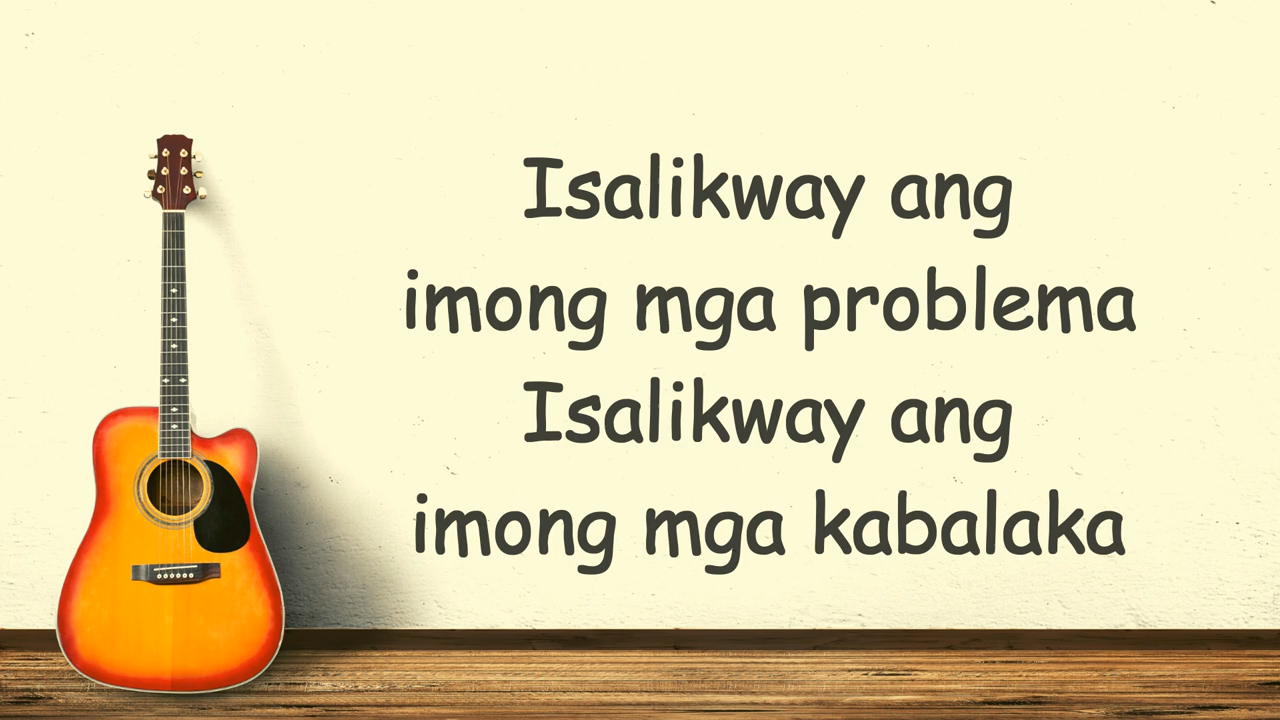 Isalikway ang
imong mga problema
Isalikway ang
imong mga kabalaka